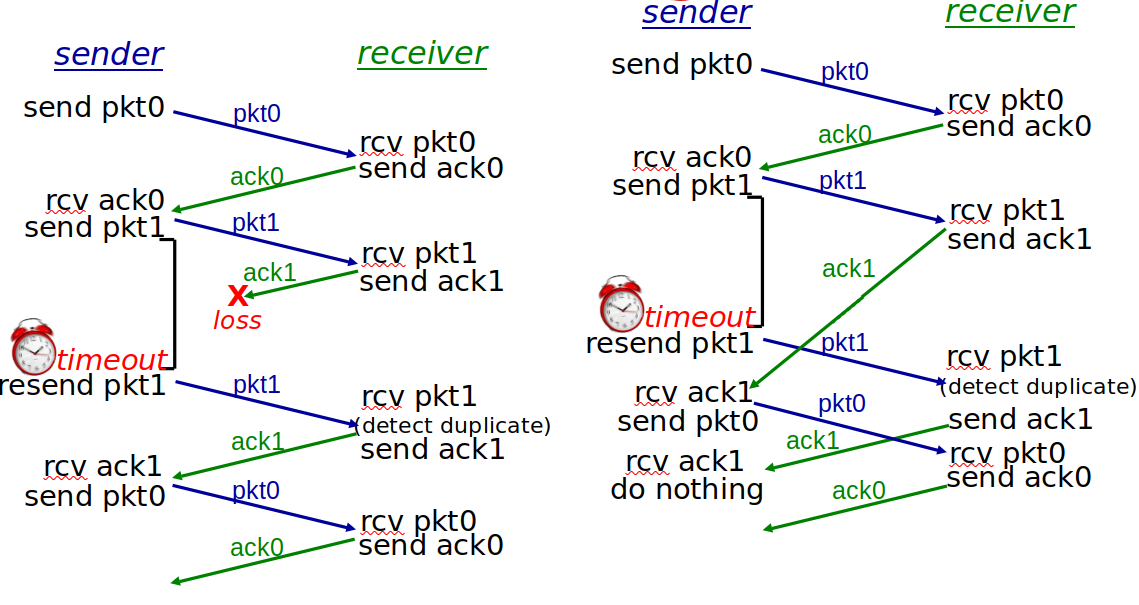 sender
receiver
send pkt0
pkt0
rcv pkt0
send ack0
ack0
rcv ack0
send pkt1
pkt1
rcv pkt1
send ack1
ack1
X
loss
timeout
resend pkt1
pkt1
rcv pkt1
(detect duplicate)
send ack1
ack1
rcv ack1
send pkt0
pkt0
rcv pkt0
send ack0
ack0
sender
receiver
send pkt0
pkt0
rcv pkt0
send ack0
ack0
rcv ack0
send pkt1
pkt1
rcv pkt1
send ack1
ack1
timeout
resend pkt1
pkt1
rcv pkt1
(detect duplicate)
rcv ack1
send pkt0
pkt0
send ack1
ack1
rcv pkt0
send ack0
rcv ack1
do nothing
ack0